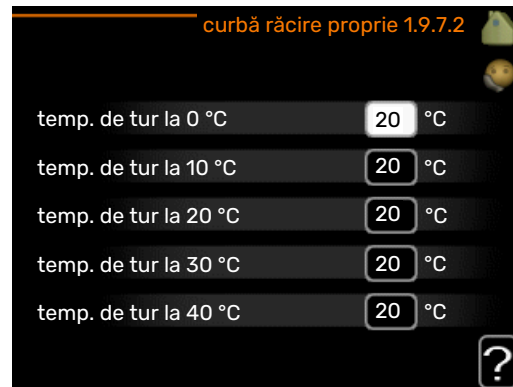 curbă răcire proprie 1.9.7.2
temp. de tur la 0 °C 20 °C
temp. de tur la 10 °C 20 °C
temp. de tur la 20 °C 20 °C
temp. de tur la 30 °C 20 °C
temp. de tur la 40 °C 20 °C
?